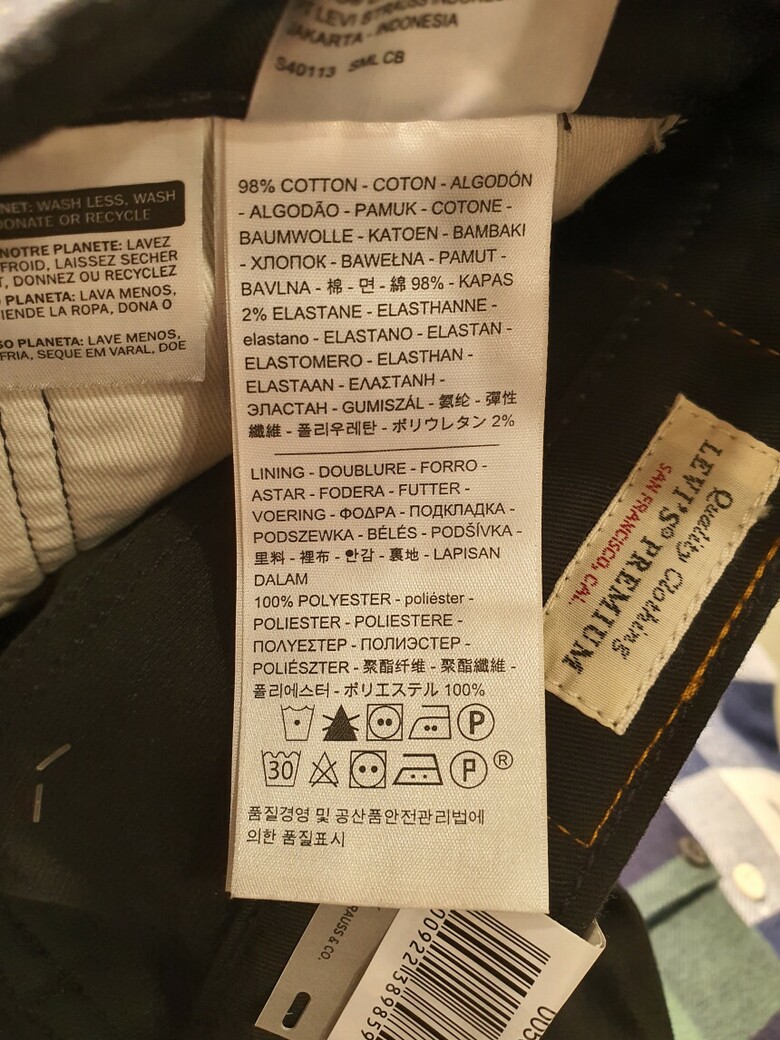 LEVI STRAUSS
JAKARTA - INDONESIA
S40113 SML CB
NET: WASH LESS, WASH
DONATE OR RECYCLE
NOTRE PLANETE: LAVEZ
FROID, LAISSEZ SECHER
T, DONNEZ OU RECYCLEZ
PLANETA: LAVA MENOS,
IENDE LA ROPA, DONA O
SO PLANETA: LAVE MENOS,
FRIA, SEQUE EM VARAL, DOE
98% COTTON - COTON - ALGODÓN
- ALGODÃO - PAMUK - COTONE -
BAUMWOLLE - KATOEN - BAMBAKI
- ХЛОПОК - BAWEŁNA - PAMUT -
BAVLNA - 棉 - 면 - 綿 98% - KAPAS
2% ELASTANE - ELASTHANNE -
elastano - ELASTANO - ELASTAN -
ELASTOMERO - ELASTHAN -
ELASTAAN - ΕΛΑΣΤΑΝΗ -
ЭЛАСТАН - GUMISZÁL - 氨纶 - 彈性
纖維 - 폴리우레탄 - ポリウレタン 2%
LINING - DOUBLURE - FORRO -
ASTAR - FODERA - FUTTER -
VOERING - ΦΟΔΡΑ - ПОДКЛАДКА -
PODSZEWKA - BÉLÉS - PODŠÍVKA -
里料 - 裡布 - 안감 - 裏地 - LAPISAN
DALAM
100% POLYESTER - poliéster -
POLIESTER - POLIESTERE -
ΠΟΛΥΕΣΤΕΡ - ПОЛИЭСТЕР -
POLIÉSZTER - 聚酯纤维 - 聚酯纖維 -
폴리에스터 - ポリエステル 100%
P
30 P ®
품질경영 및 공산품안전관리법에
의한 품질표시
Quality Clothing
LEVI'S® PREMIUM
SAN FRANCISCO, CAL.
RAUSS & CO.